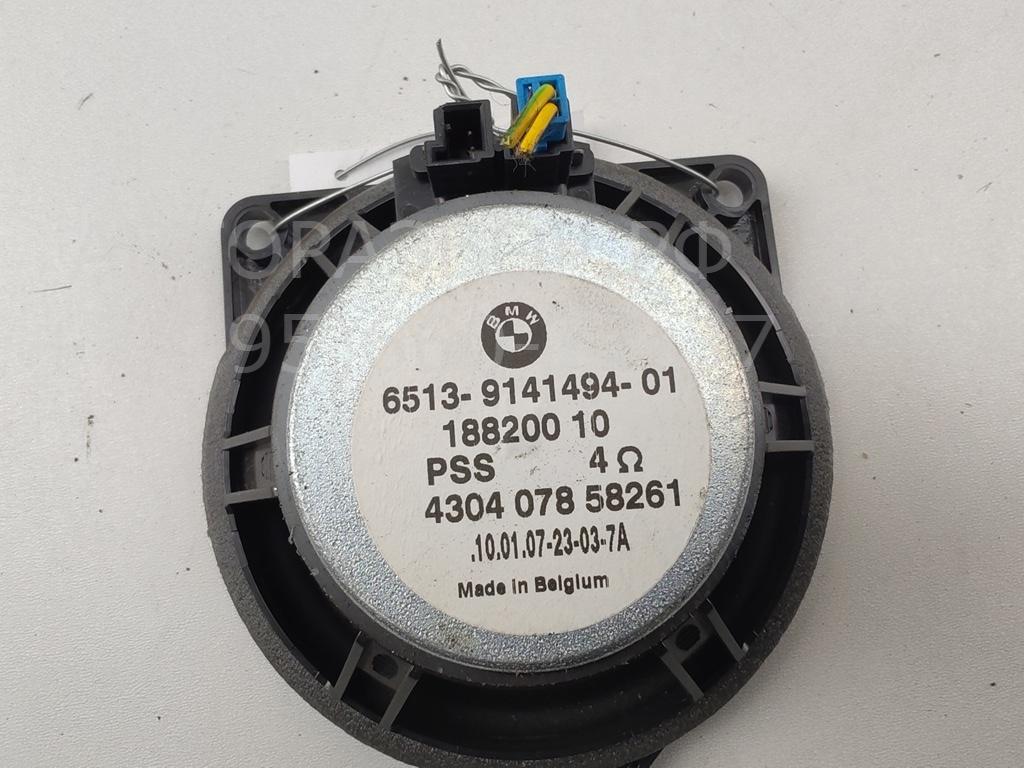 BMW
6513- 9141494- 01
188200 10
PSS 4 Ω
4304 078 58261
.10.01.07-23-03-7A
Made in Belgium